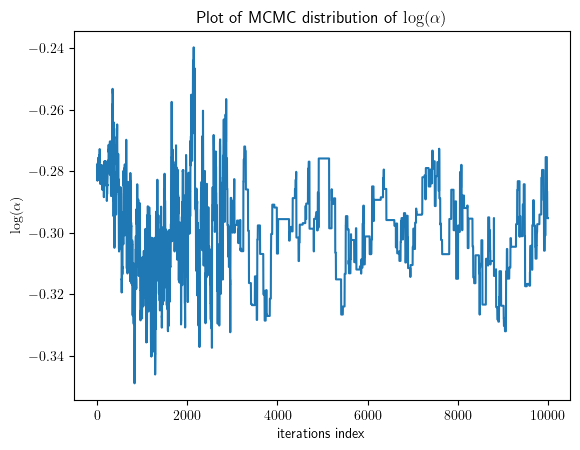 Plot of MCMC distribution of log(α)
−0.24
−0.26
−0.28
−0.30
−0.32
−0.34
log(α)
0 2000 4000 6000 8000 10000
iterations index